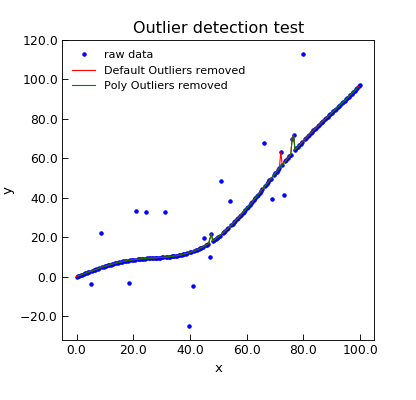 Outlier detection test
120.0
100.0
80.0
60.0
40.0
20.0
0.0
−20.0
y
raw data
Default Outliers removed
Poly Outliers removed
0.0 20.0 40.0 60.0 80.0 100.0
x